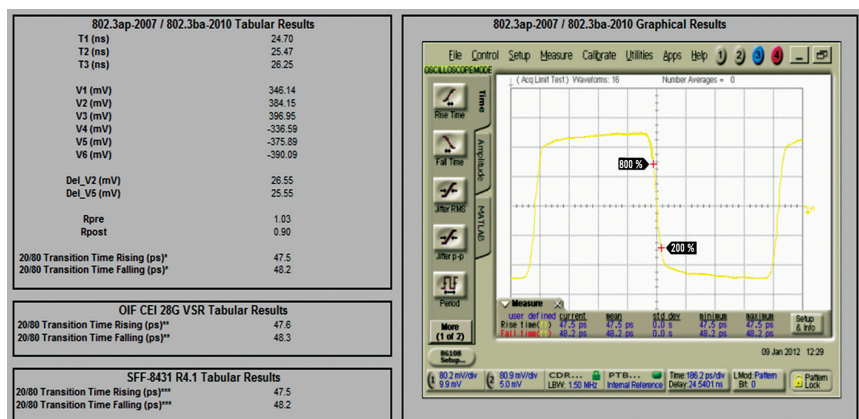 802.3ap-2007 / 802.3ba-2010 Tabular Results
T1 (ns) 24.70
T2 (ns) 25.47
T3 (ns) 26.25
V1 (mV) 346.14
V2 (mV) 384.15
V3 (mV) 396.95
V4 (mV) -336.59
V5 (mV) -375.89
V6 (mV) -390.09
Del_V2 (mV) 26.55
Del_V5 (mV) 25.55
Rpre 1.03
Rpost 0.90
20/80 Transition Time Rising (ps)* 47.5
20/80 Transition Time Falling (ps)* 48.2
OIF CEI 28G VSR Tabular Results
20/80 Transition Time Rising (ps)** 47.6
20/80 Transition Time Falling (ps)** 48.3
SFF-8431 R4.1 Tabular Results
20/80 Transition Time Rising (ps)*** 47.5
20/80 Transition Time Falling (ps)*** 48.2
802.3ap-2007 / 802.3ba-2010 Graphical Results
File Control Setup Measure Calibrate Utilities Apps Help 1 2 3 4
OSCILLOSCOPE MODE
( Acq Limit Test ) Waveforms: 16 Number Averages = 0
Rise Time
Fall Time
Jitter RMS
Jitter p-p
Period
More
(1 of 2)
Time
Amplitude
MATLAB
800 %
200 %
Measure
user defined current mean std dev minimum maximum
Rise time( ) 47.5 ps 47.5 ps 0.0 s 47.5 ps 47.5 ps
Fall time( ) 48.2 ps 48.2 ps 0.0 s 48.2 ps 48.2 ps
Setup
& Info
86108
Setup...
09 Jan 2012 12:29
1 80.2 mV/div
9.9 mV
2 80.9 mV/div
5.0 mV
CDR...
LBW: 1.50 MHz
PTB...
Internal Reference
Time:186.2 ps/div
Delay:24.5401 ns
LMod: Pattern
Bit: 0
Pattern
Lock